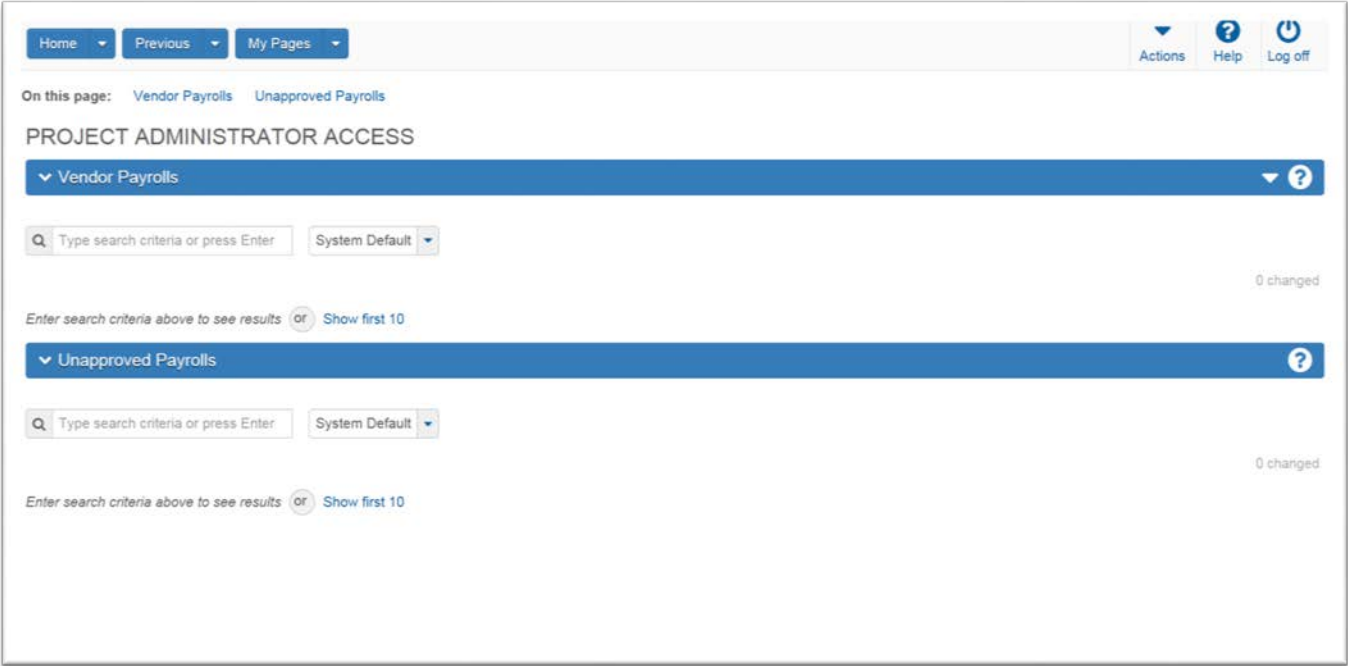 Home Previous My Pages Actions Help Log off
On this page: Vendor Payrolls Unapproved Payrolls
PROJECT ADMINISTRATOR ACCESS
Vendor Payrolls
Type search criteria or press Enter System Default
0 changed
Enter search criteria above to see results or Show first 10
Unapproved Payrolls
Type search criteria or press Enter System Default
0 changed
Enter search criteria above to see results or Show first 10